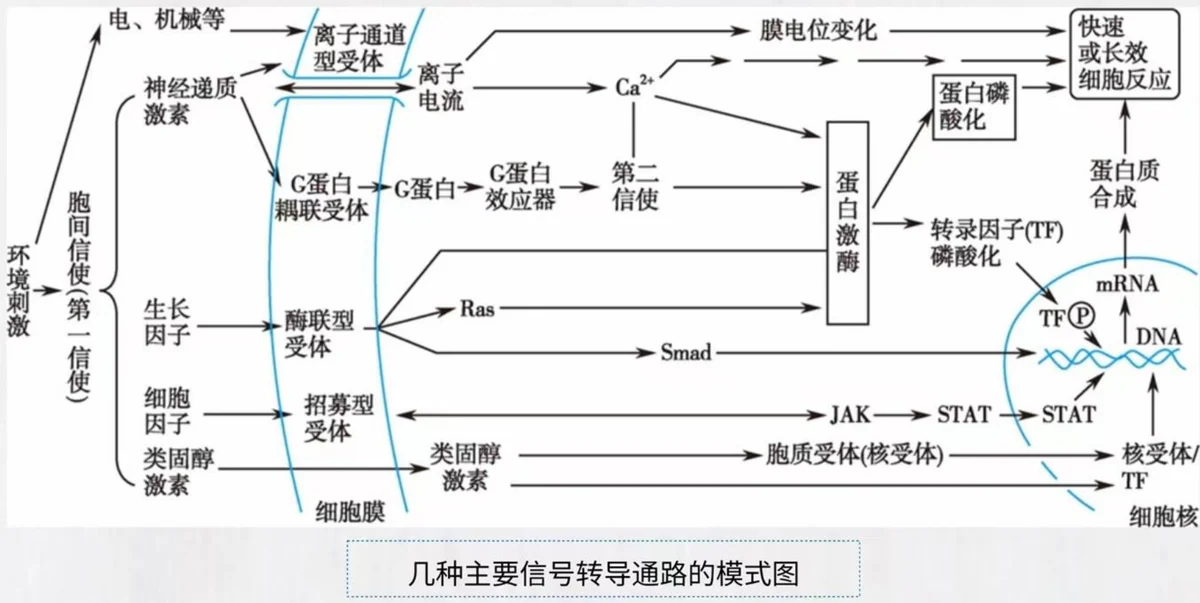 电、机械等
离子通道
型受体
膜电位变化
快速
或长效
细胞反应
神经递质
激素
离子
电流
Ca²⁺
蛋白磷
酸化
G蛋白
耦联受体
G蛋白
G蛋白
效应器
第二
信使
蛋白激酶
蛋白质
合成
环境刺激
胞间信使(第一信使)
转录因子(TF)
磷酸化
mRNA
生长
因子
酶联型
受体
Ras
TF
P
DNA
Smad
细胞
因子
招募型
受体
JAK
STAT
STAT
类固醇
激素
类固醇
激素
胞质受体(核受体)
核受体/
TF
细胞膜
细胞核
几种主要信号转导通路的模式图